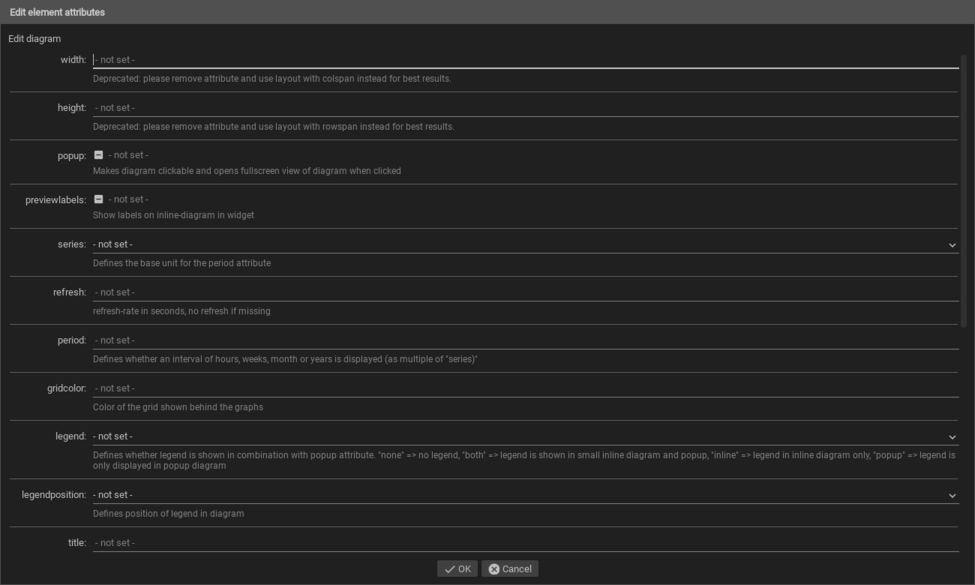 Edit element attributes
Edit diagram
width: - not set -
Deprecated: please remove attribute and use layout with colspan instead for best results.
height: - not set -
Deprecated: please remove attribute and use layout with rowspan instead for best results.
popup: - not set -
Makes diagram clickable and opens fullscreen view of diagram when clicked
previewlabels: - not set -
Show labels on inline-diagram in widget
series: - not set -
Defines the base unit for the period attribute
refresh: - not set -
refresh-rate in seconds, no refresh if missing
period: - not set -
Defines whether an interval of hours, weeks, month or years is displayed (as multiple of "series)"
gridcolor: - not set -
Color of the grid shown behind the graphs
legend: - not set -
Defines whether legend is shown in combination with popup attribute. "none" => no legend, "both" => legend is shown in small inline diagram and popup, "inline" => legend in inline diagram only, "popup" => legend is
only displayed in popup diagram
legendposition: - not set -
Defines position of legend in diagram
title: - not set -
OK Cancel